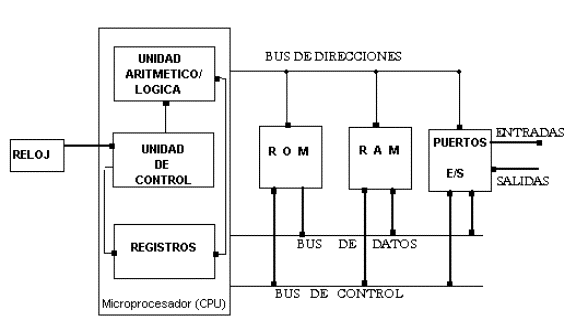 UNIDAD
ARITMETICO/
LOGICA
BUS DE DIRECCIONES
RELOJ
UNIDAD
DE
CONTROL
R O M
R A M
PUERTOS
E/S
ENTRADAS
SALIDAS
REGISTROS
BUS DE DATOS
BUS DE CONTROL
Microprocesador (CPU)